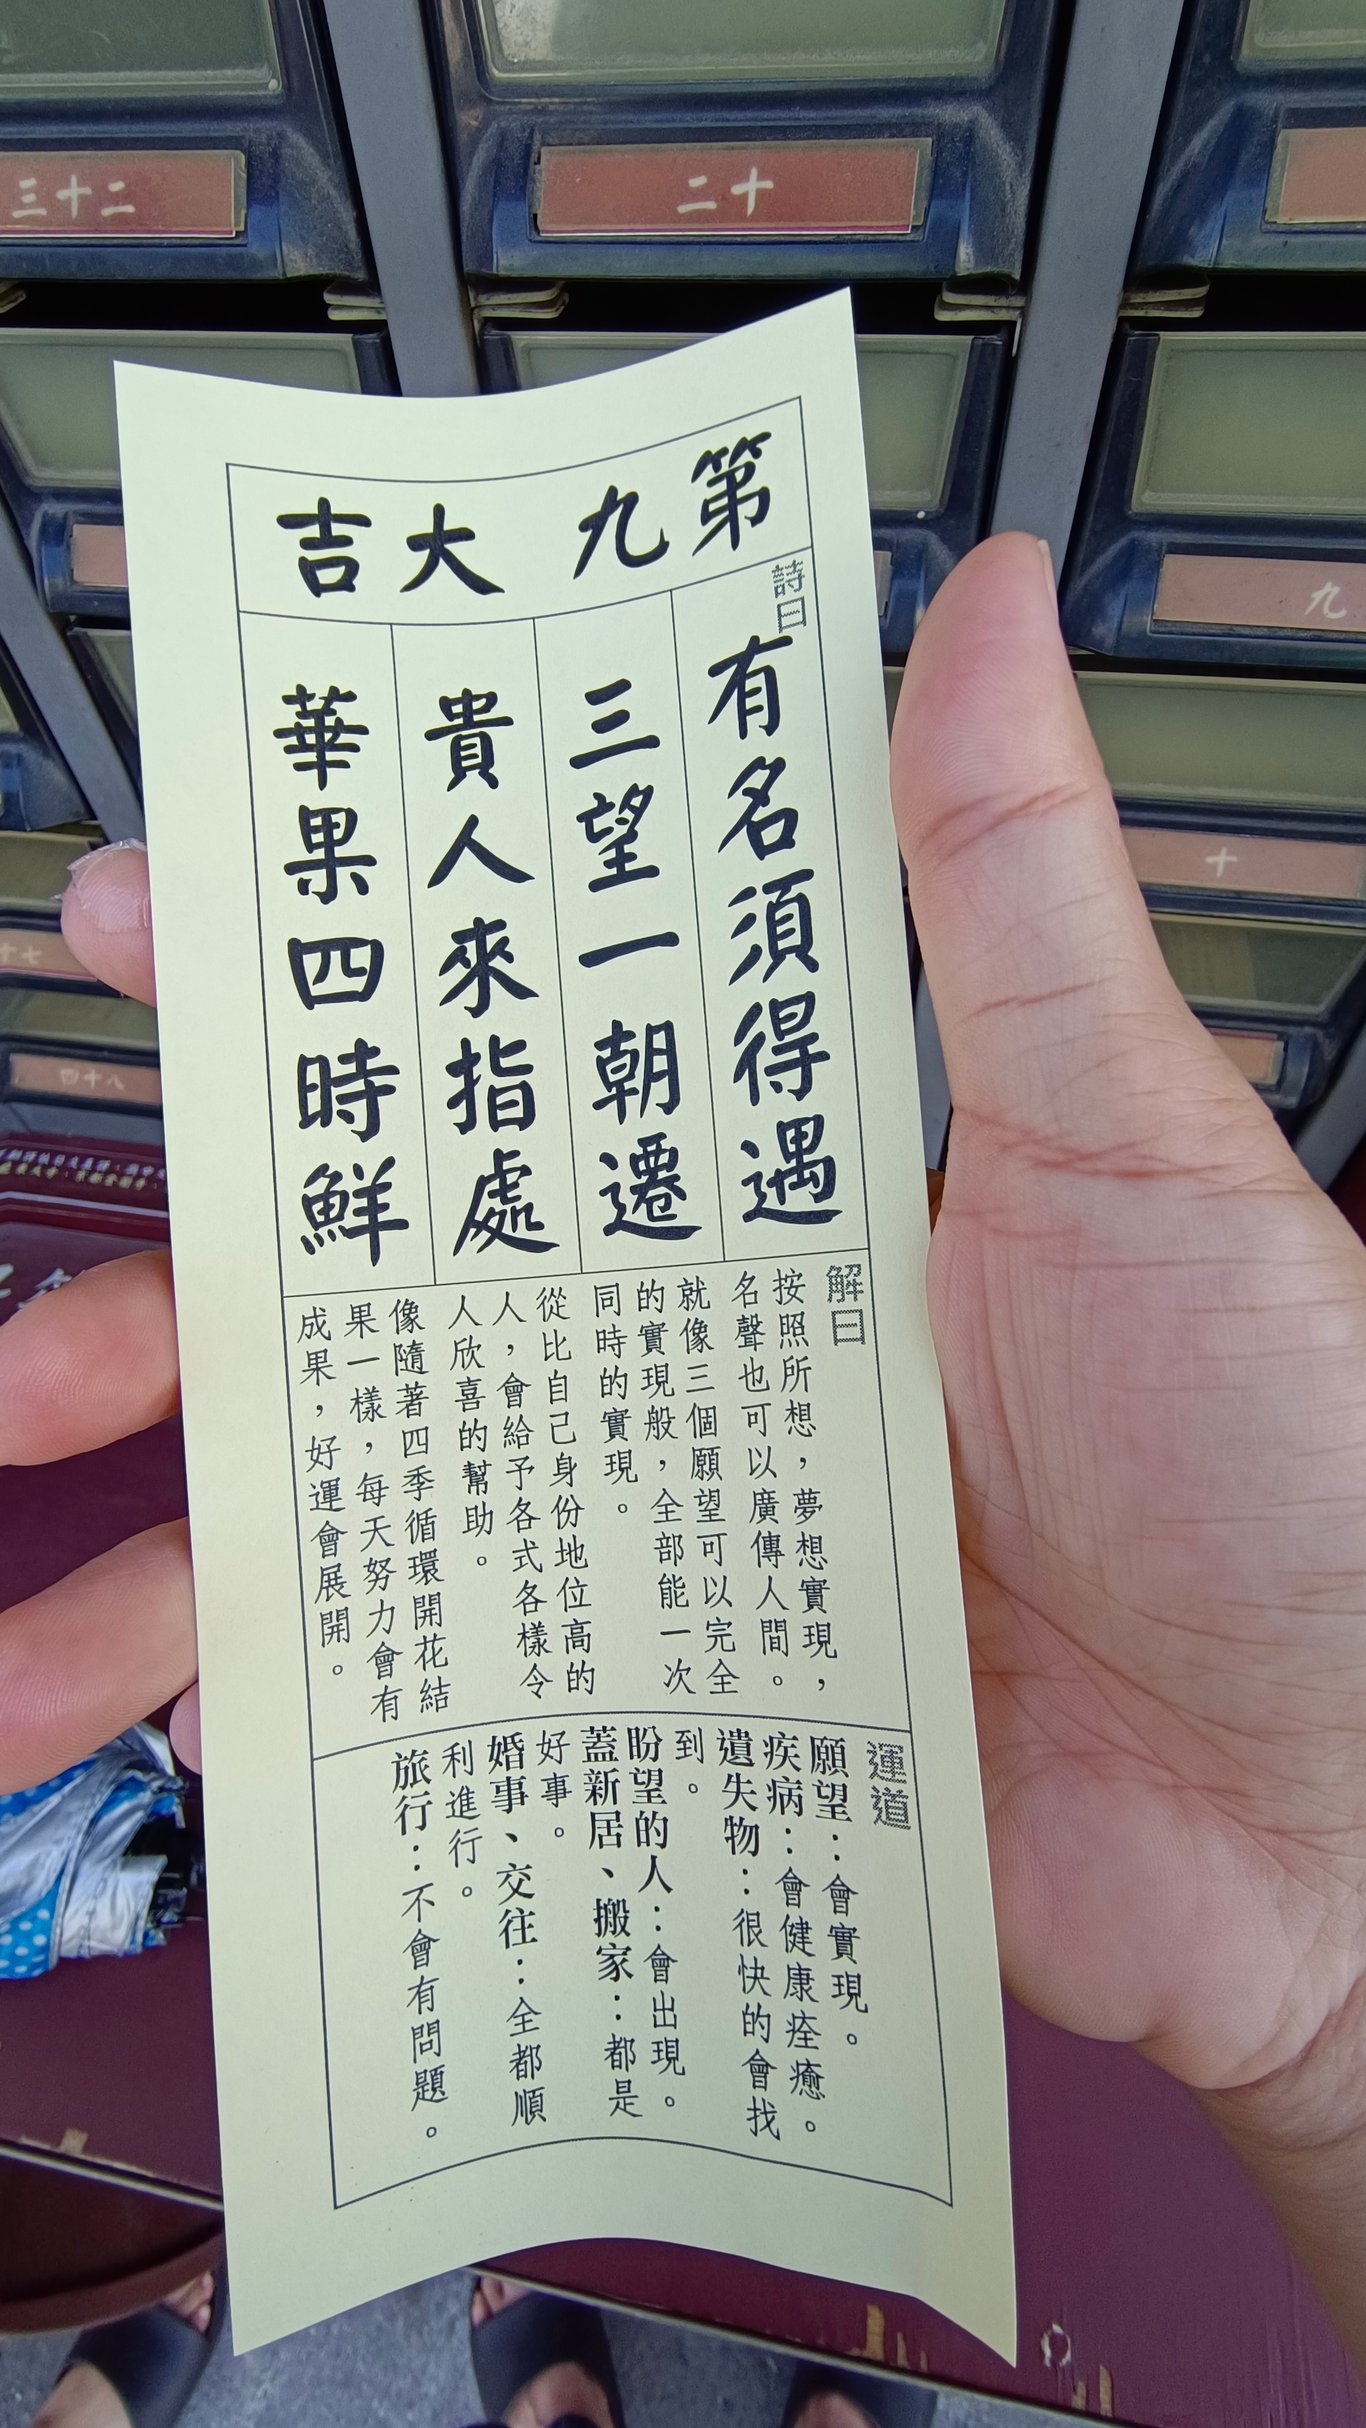 三十二
二十
九
十
十七
四十八
第九 大吉
詩曰
有名須得遇
三望一朝遷
貴人來指處
華果四時鮮
解曰
按照所想，夢想實現，
名聲也可以廣傳人間。
就像三個願望可以完全
的實現般，全部能一次
同時的實現。
從比自己身份地位高的
人，會給予各式各樣令
人欣喜的幫助。
像隨著四季循環開花結
果一樣，每天努力會有
成果，好運會展開。
運道
願望：會實現。
疾病：會健康痊癒。
遺失物：很快的會找
到。
盼望的人：會出現。
蓋新居、搬家：都是
好事。
婚事、交往：全都順
利進行。
旅行：不會有問題。